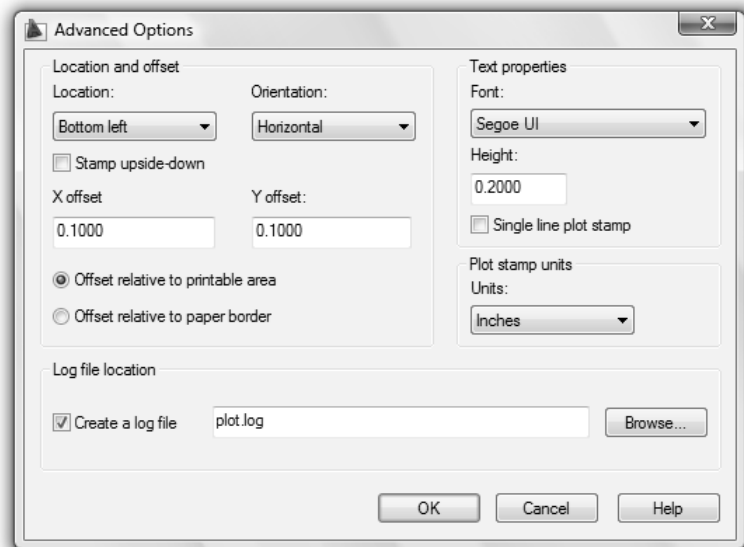 Advanced Options
Location and offset
Location:
Orientation:
Bottom left
Horizontal
Stamp upside-down
X offset
Y offset:
0.1000
0.1000
Offset relative to printable area
Offset relative to paper border
Text properties
Font:
Segoe UI
Height:
0.2000
Single line plot stamp
Plot stamp units
Units:
Inches
Log file location
Create a log file
plot.log
Browse...
OK
Cancel
Help